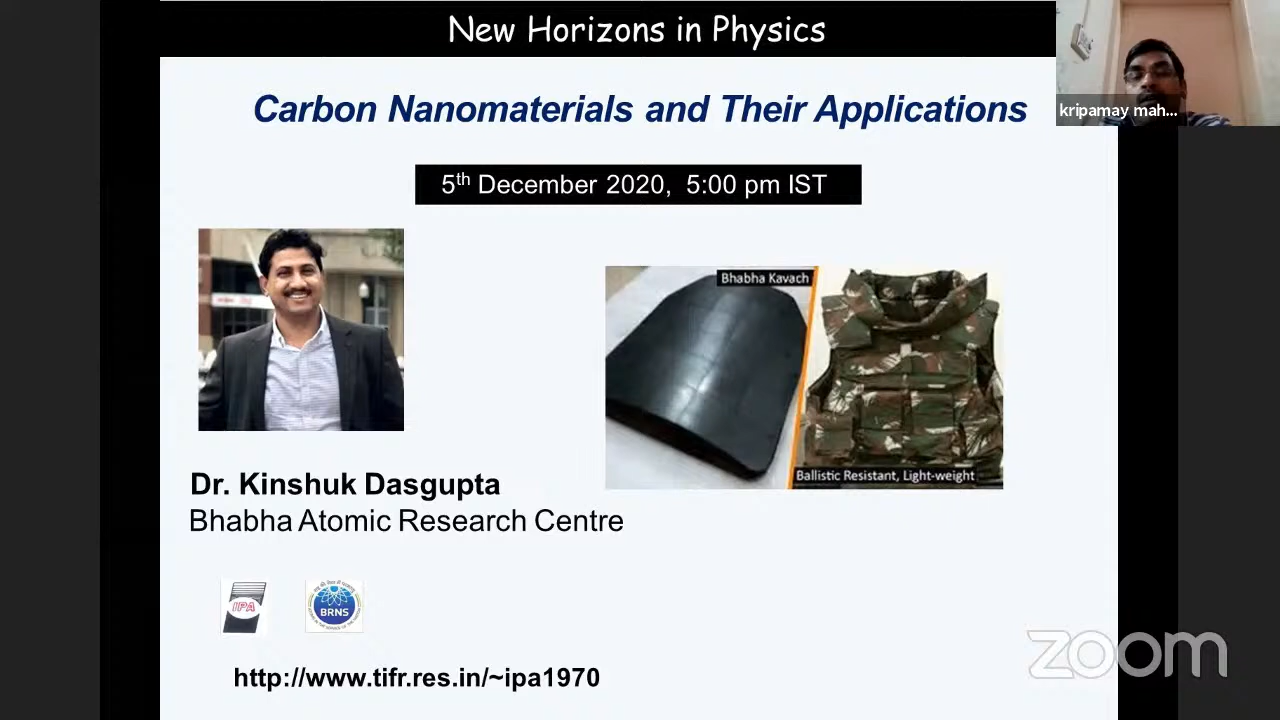 New Horizons in Physics
kripamay mah...
Carbon Nanomaterials and Their Applications
5th December 2020, 5:00 pm IST
Bhabha Kavach
Ballistic Resistant, Light-weight
Dr. Kinshuk Dasgupta
Bhabha Atomic Research Centre
IPA
BRNS
http://www.tifr.res.in/~ipa1970
zoom